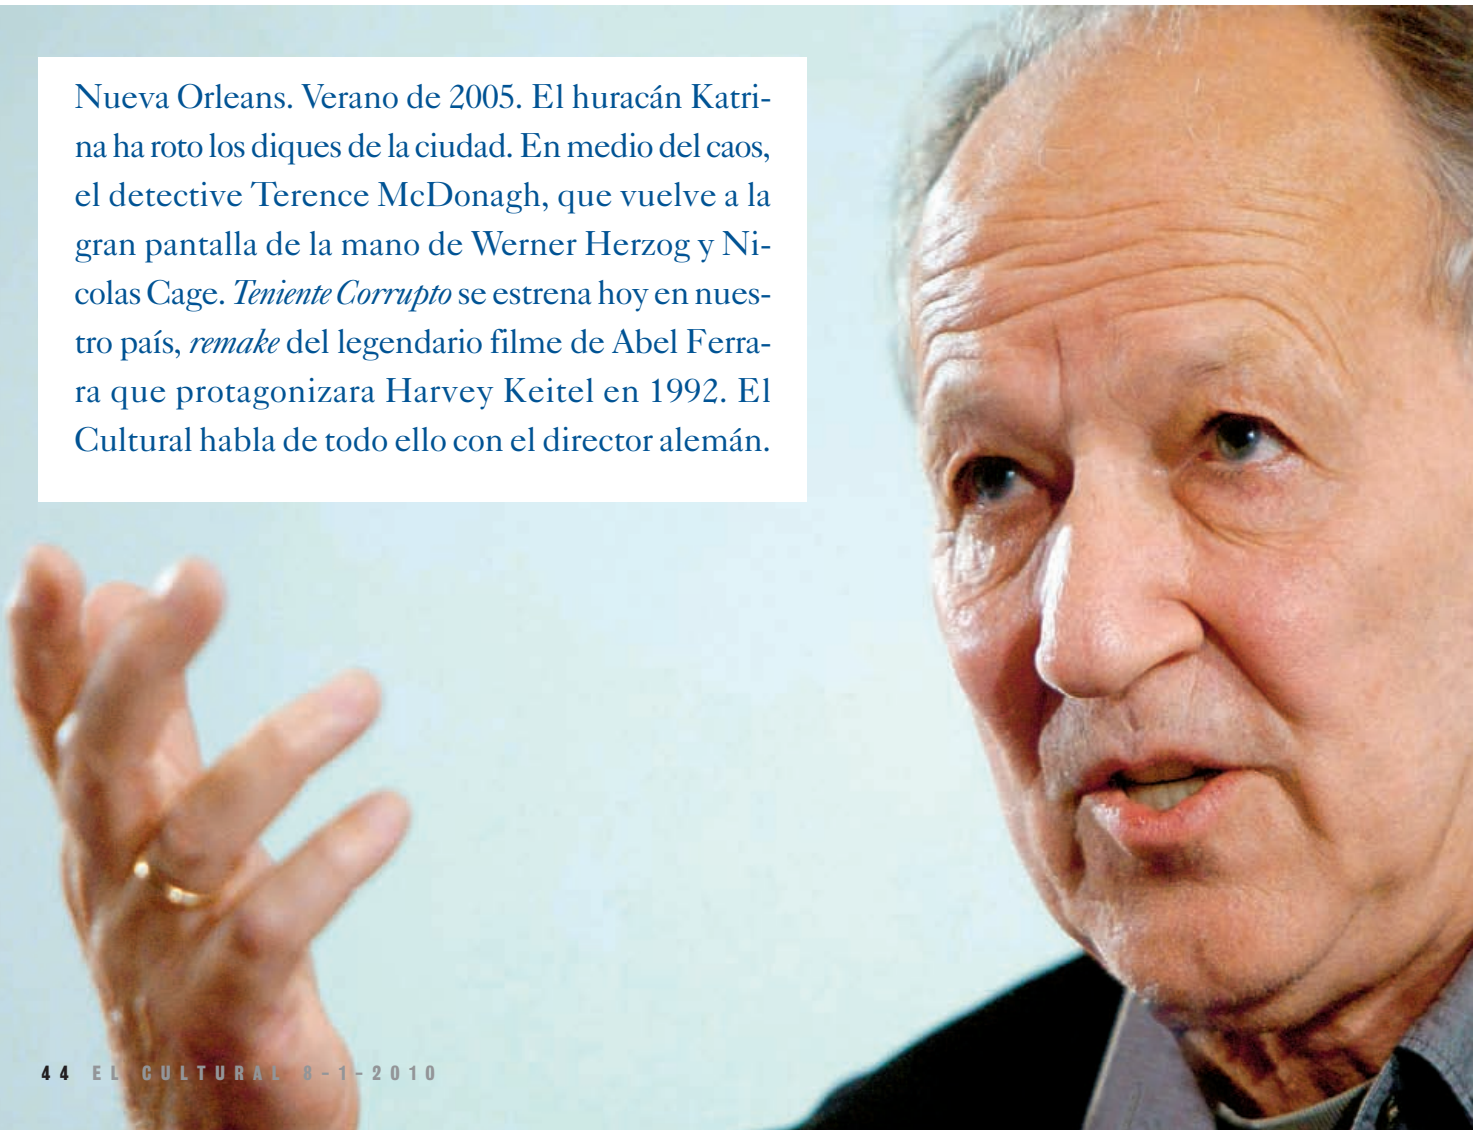 Nueva Orleans. Verano de 2005. El huracán Katri-
na ha roto los diques de la ciudad. En medio del caos,
el detective Terence McDonagh, que vuelve a la
gran pantalla de la mano de Werner Herzog y Ni-
colas Cage. Teniente Corrupto se estrena hoy en nues-
tro país, remake del legendario filme de Abel Ferra-
ra que protagonizara Harvey Keitel en 1992. El
Cultural habla de todo ello con el director alemán.
44 EL CULTURAL 8-1-2010